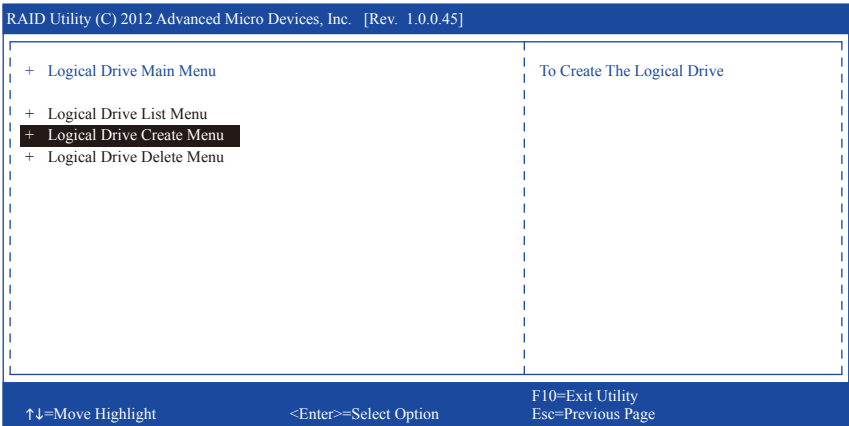 RAID Utility (C) 2012 Advanced Micro Devices, Inc. [Rev. 1.0.0.45]
+ Logical Drive Main Menu
To Create The Logical Drive
+ Logical Drive List Menu
+ Logical Drive Create Menu
+ Logical Drive Delete Menu
↑↓=Move Highlight
<Enter>=Select Option
F10=Exit Utility
Esc=Previous Page